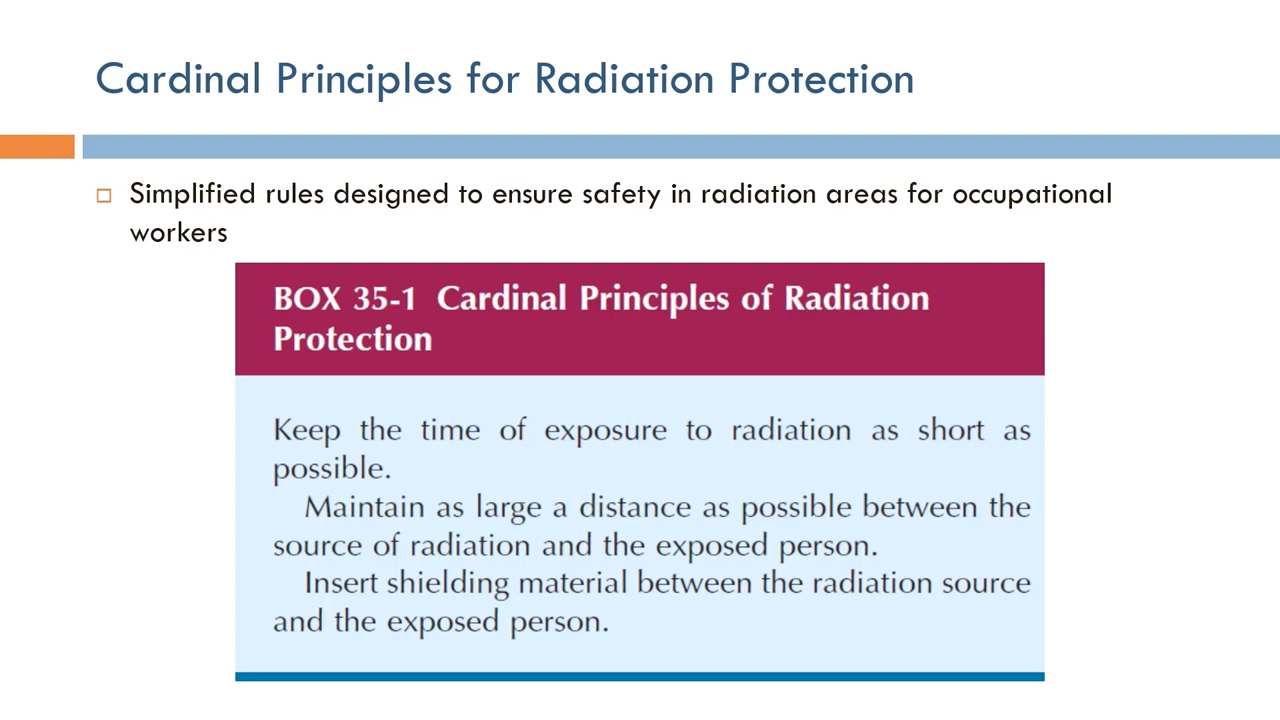 Cardinal Principles for Radiation Protection
Simplified rules designed to ensure safety in radiation areas for occupational
workers
BOX 35-1 Cardinal Principles of Radiation
Protection
Keep the time of exposure to radiation as short as
possible.
Maintain as large a distance as possible between the
source of radiation and the exposed person.
Insert shielding material between the radiation source
and the exposed person.